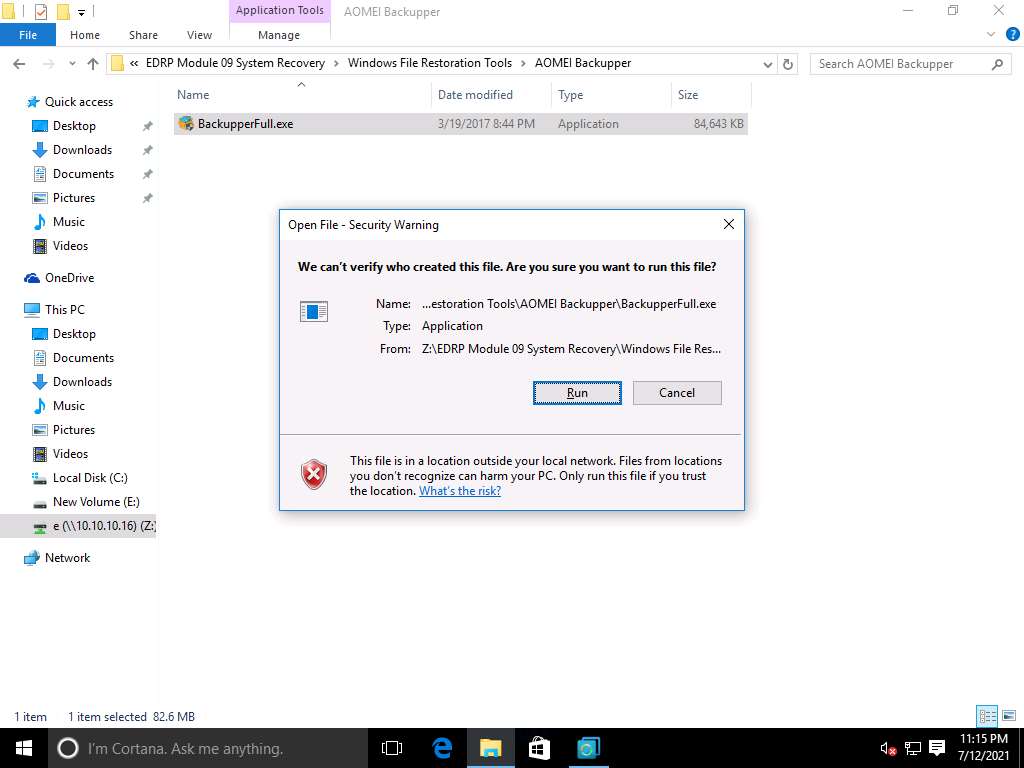 Application Tools AOMEI Backupper
File Home Share View Manage
« EDRP Module 09 System Recovery > Windows File Restoration Tools > AOMEI Backupper
Search AOMEI Backupper
Name Date modified Type Size
BackupperFull.exe 3/19/2017 8:44 PM Application 84,643 KB
Quick access
Desktop
Downloads
Documents
Pictures
Music
Videos
OneDrive
This PC
Desktop
Documents
Downloads
Music
Pictures
Videos
Local Disk (C:)
New Volume (E:)
e (\\10.10.10.16) (Z:)
Network
Open File - Security Warning
We can't verify who created this file. Are you sure you want to run this file?
Name: ...estoration Tools\AOMEI Backupper\BackupperFull.exe
Type: Application
From: Z:\EDRP Module 09 System Recovery\Windows File Res...
Run Cancel
This file is in a location outside your local network. Files from locations
you don't recognize can harm your PC. Only run this file if you trust
the location. What's the risk?
1 item 1 item selected 82.6 MB
I'm Cortana. Ask me anything.
11:15 PM
7/12/2021